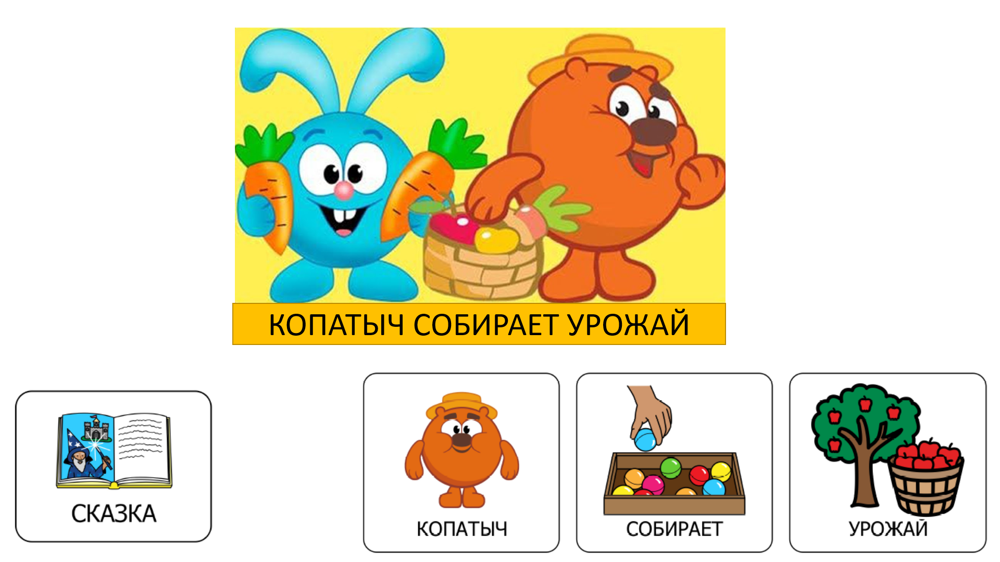 КОПАТЫЧ СОБИРАЕТ УРОЖАЙ
СКАЗКА
КОПАТЫЧ
СОБИРАЕТ
УРОЖАЙ